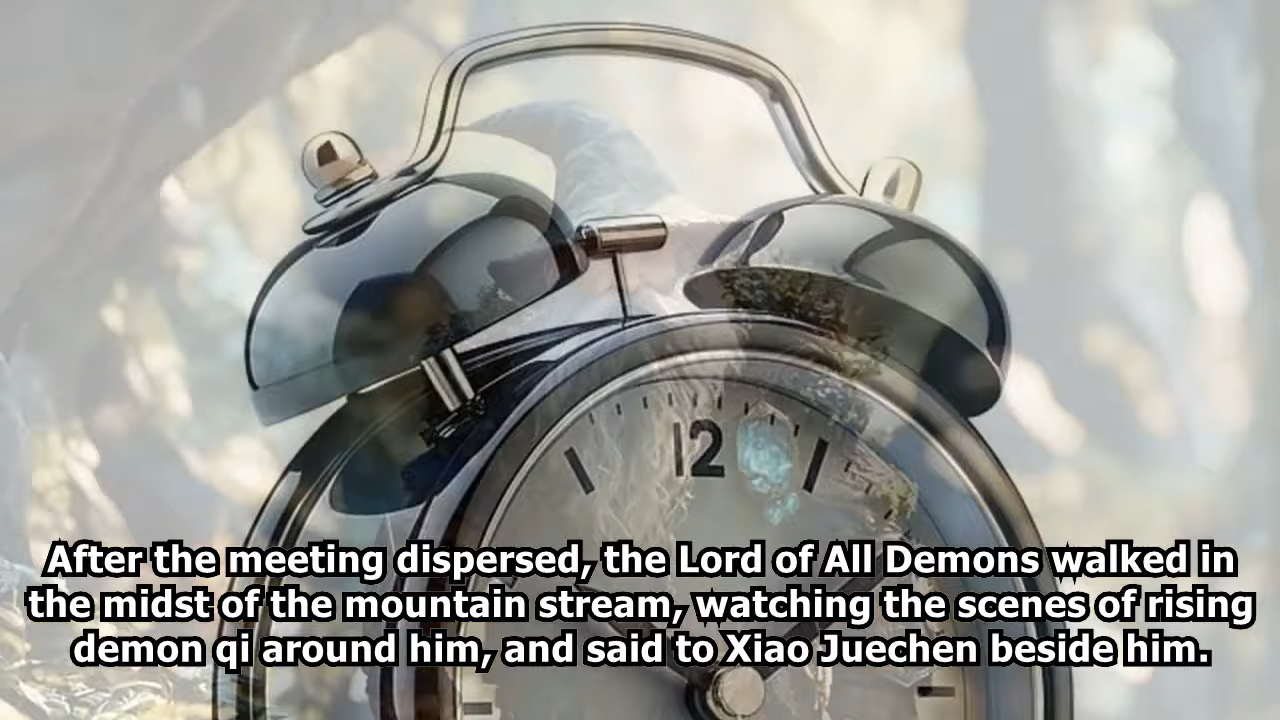 12
After the meeting dispersed, the Lord of All Demons walked in
the midst of the mountain stream, watching the scenes of rising
demon qi around him, and said to Xiao Juechen beside him.